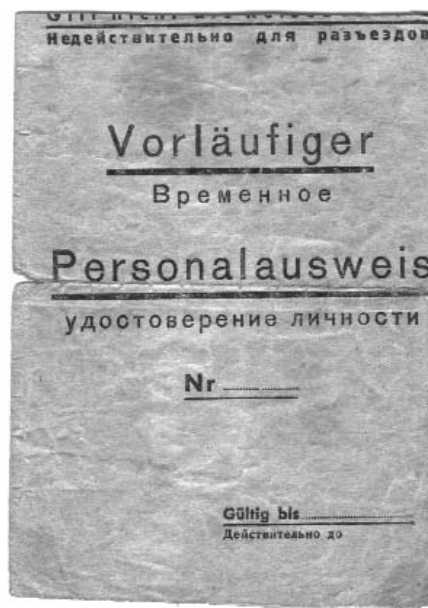 Недействительно для разъездов
Vorläufiger
Временное
Personalausweis
удостоверение личности
Nr
Gültig bis
Действительно до